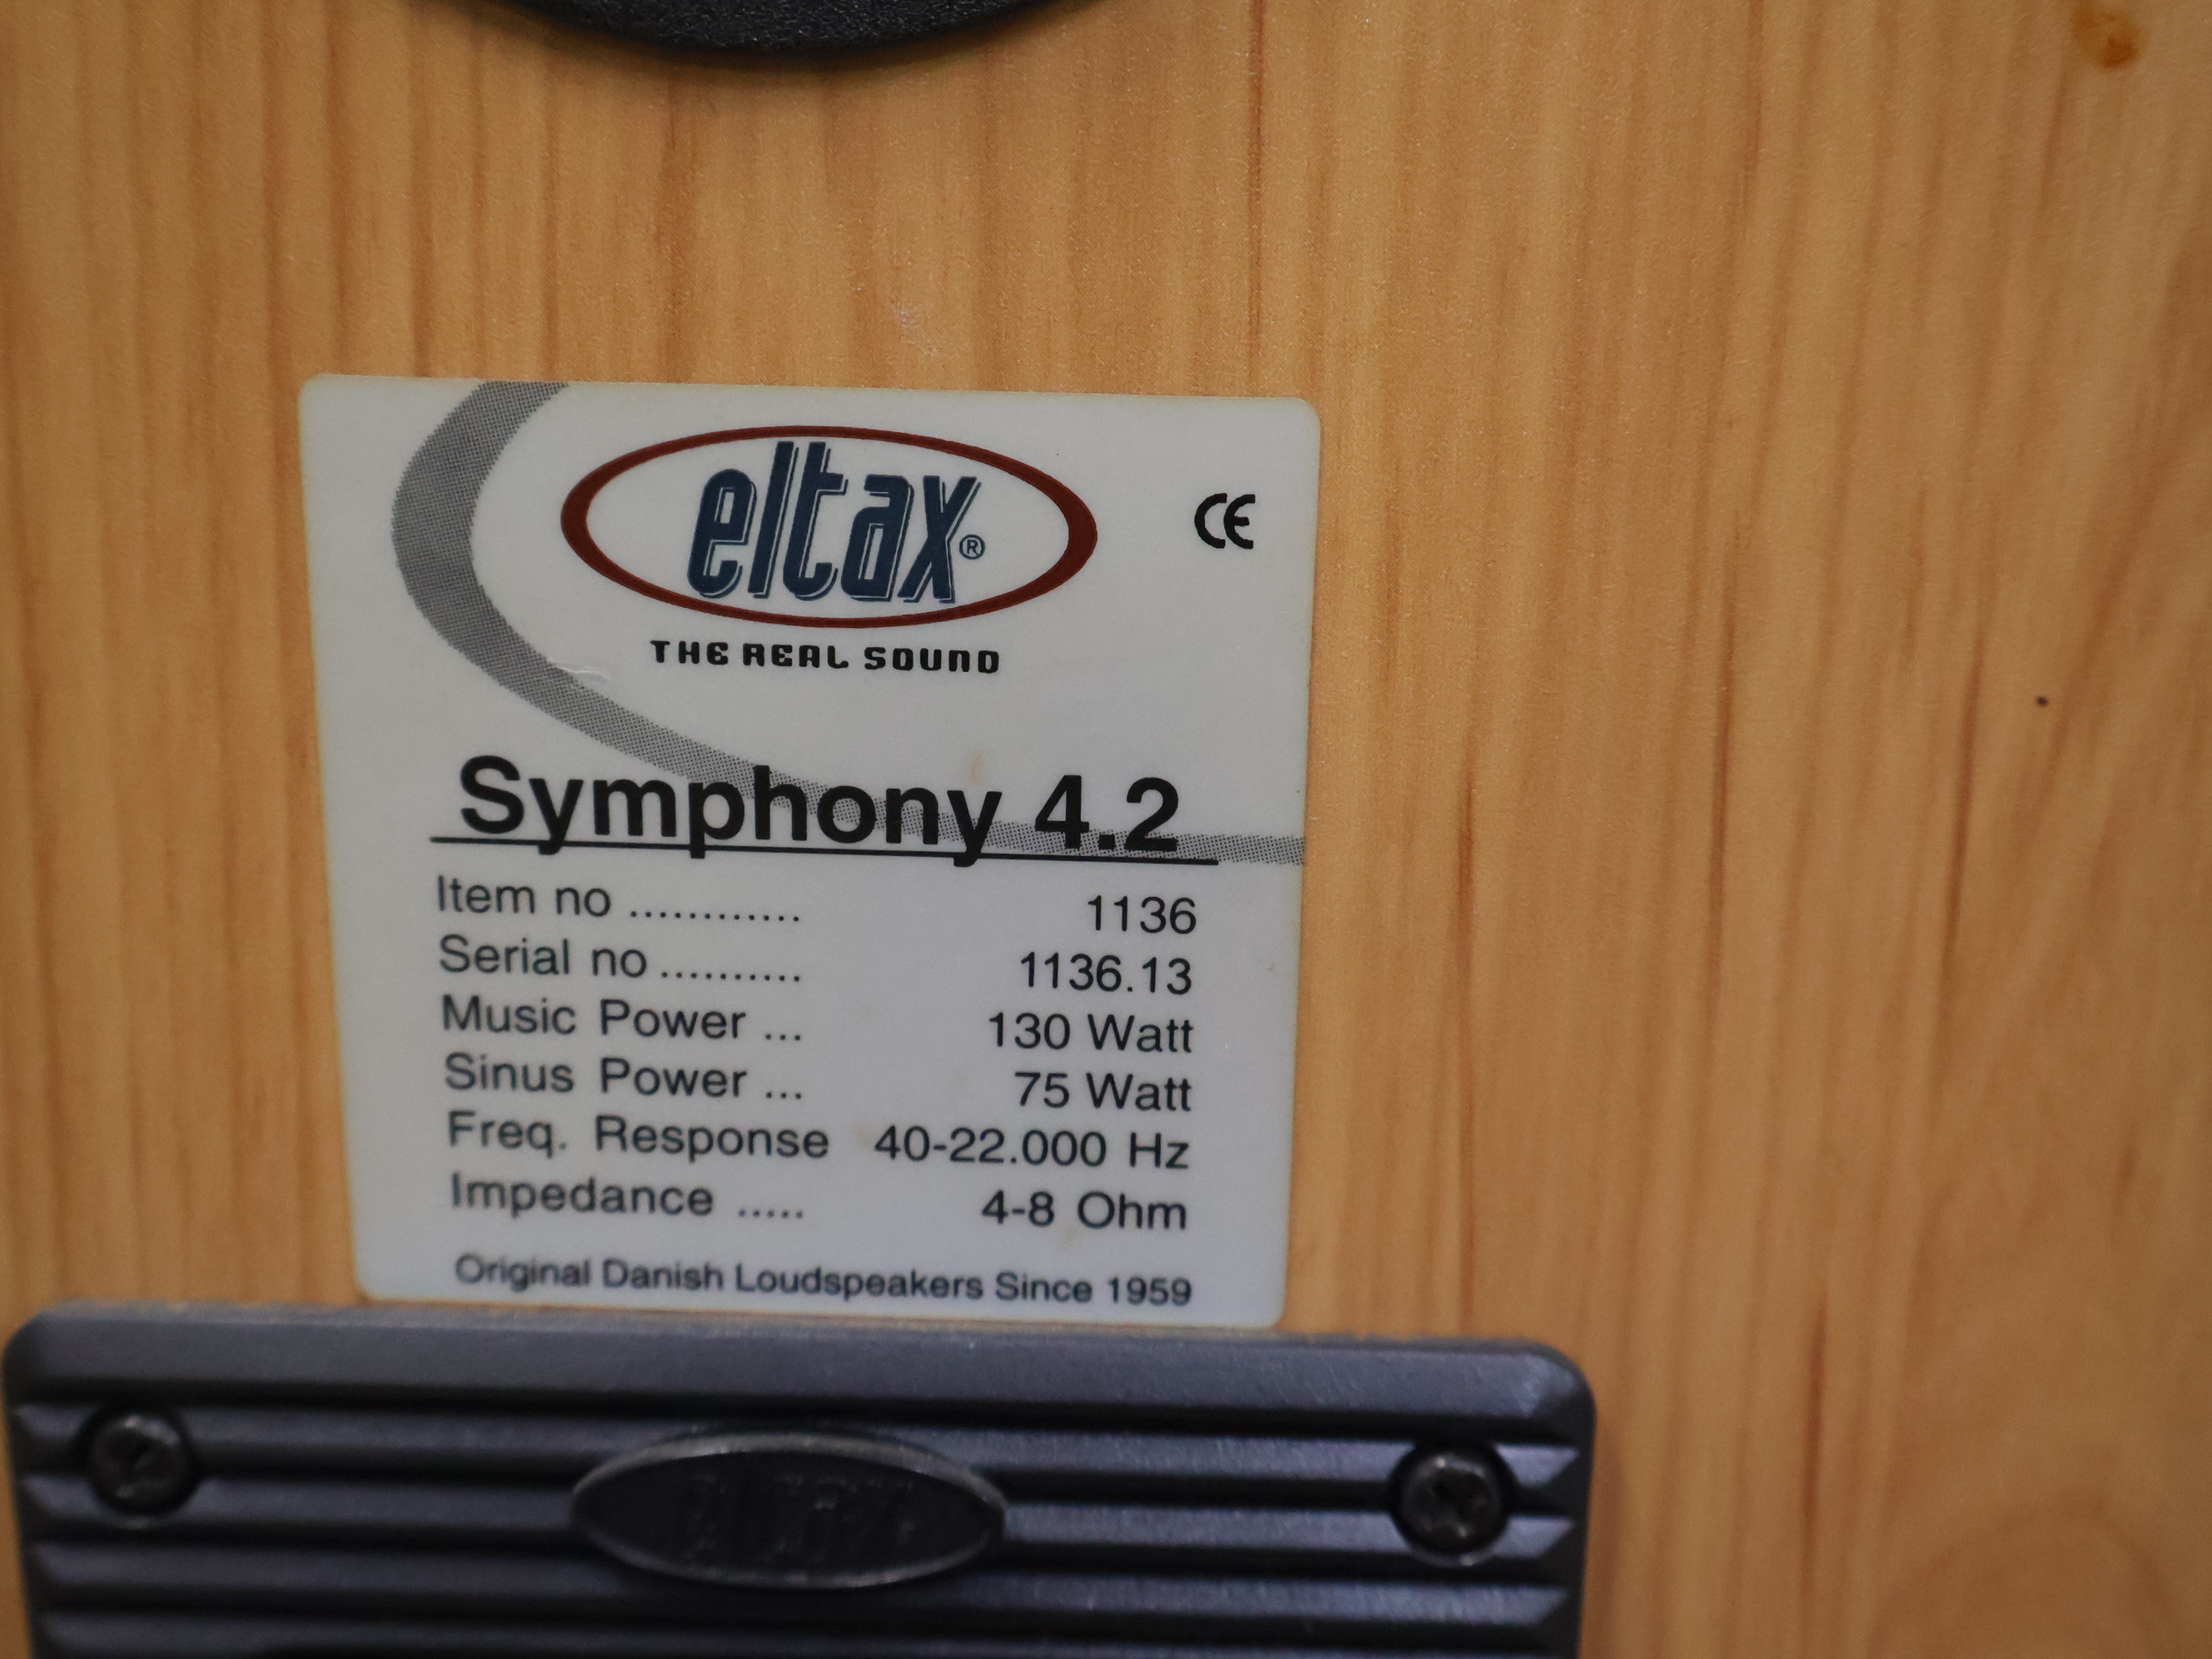 eltax®
CE
THE REAL SOUND
Symphony 4.2
Item no ............ 1136
Serial no .......... 1136.13
Music Power ... 130 Watt
Sinus Power ... 75 Watt
Freq. Response 40-22.000 Hz
Impedance ..... 4-8 Ohm
Original Danish Loudspeakers Since 1959
eltax